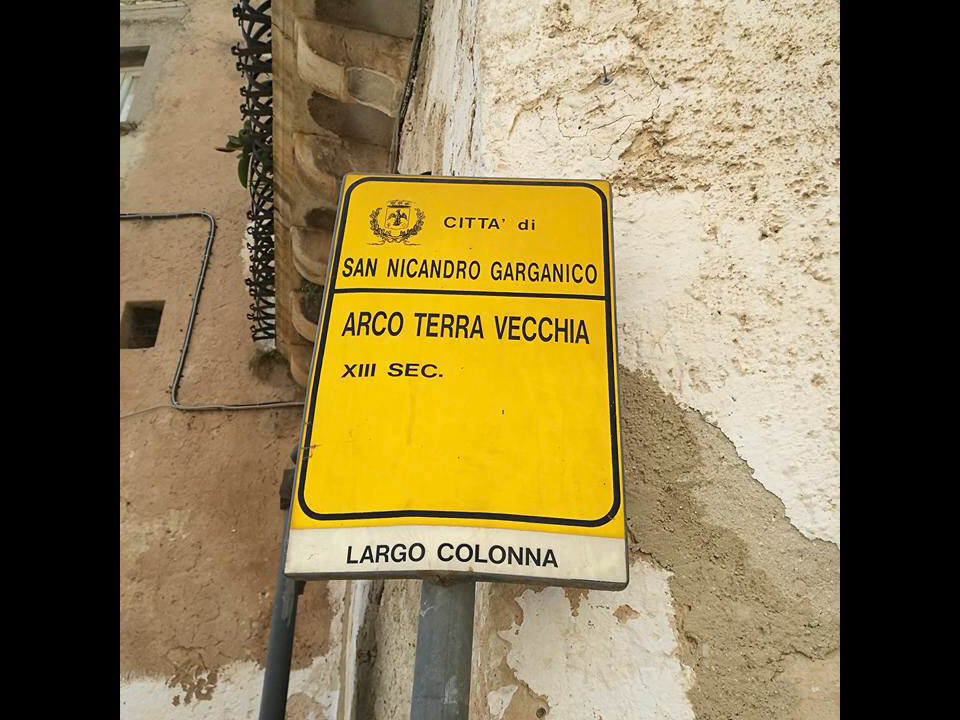 CITTA' di
SAN NICANDRO GARGANICO
ARCO TERRA VECCHIA
XIII SEC.
LARGO COLONNA